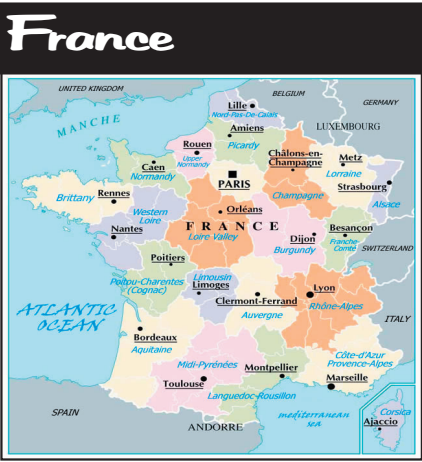 France
UNITED KINGDOM
BELGIUM
GERMANY
Lille
Nord-Pas-De-Calais
MANCHE
Amiens
Picardy
LUXEMBOURG
Rouen
Upper
Normandy
Caen
Normandy
Châlons-en-
Champagne
Metz
Lorraine
PARIS
Strasbourg
Alsace
Champagne
Brittany
Rennes
Western
Loire
Orléans
Nantes
FRANCE
Loire Valley
Dijon
Burgundy
Besançon
Franche-
Comté
SWITZERLAND
Poitiers
Poitou-Charentes
(Cognac)
Limousin
Limoges
Clermont-Ferrand
Auvergne
Lyon
Rhône-Alpes
ATLANTIC
OCEAN
ITALY
Bordeaux
Aquitaine
Midi-Pyrénées
Côte-d'Azur
Provence-Alpes
Montpellier
Marseille
Toulouse
Languedoc-Rousillon
SPAIN
mediterranean
sea
Corsica
Ajaccio
ANDORRE